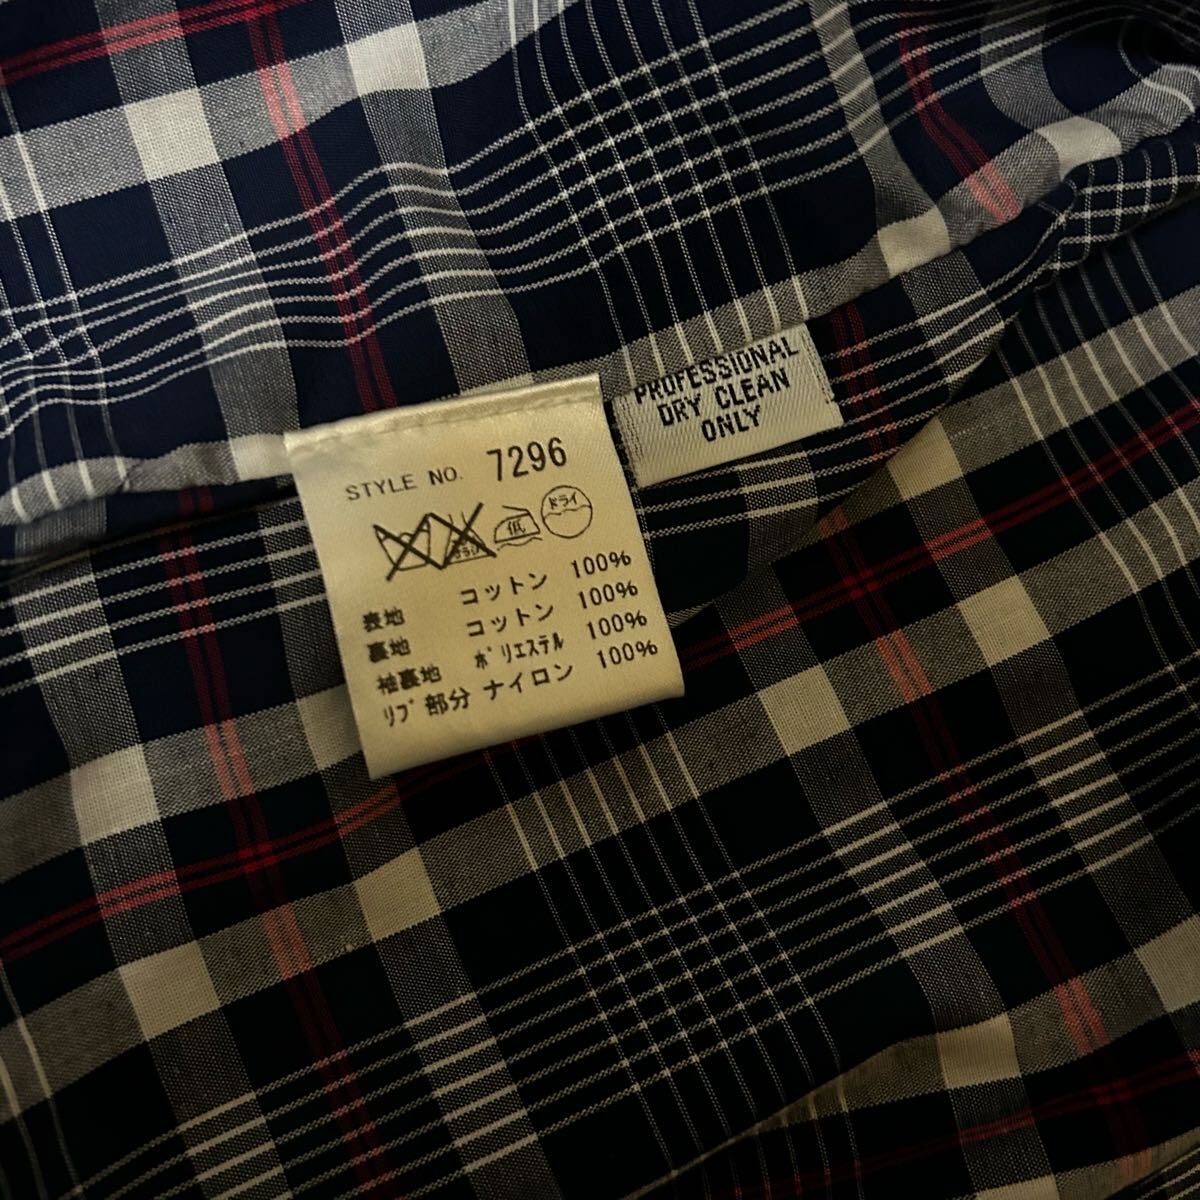 PROFESSIONAL
DRY CLEAN
ONLY
STYLE NO. 7296
低
ドライ
表地 コットン 100%
裏地 コットン 100%
袖裏地 ポリエステル 100%
リブ部分 ナイロン 100%